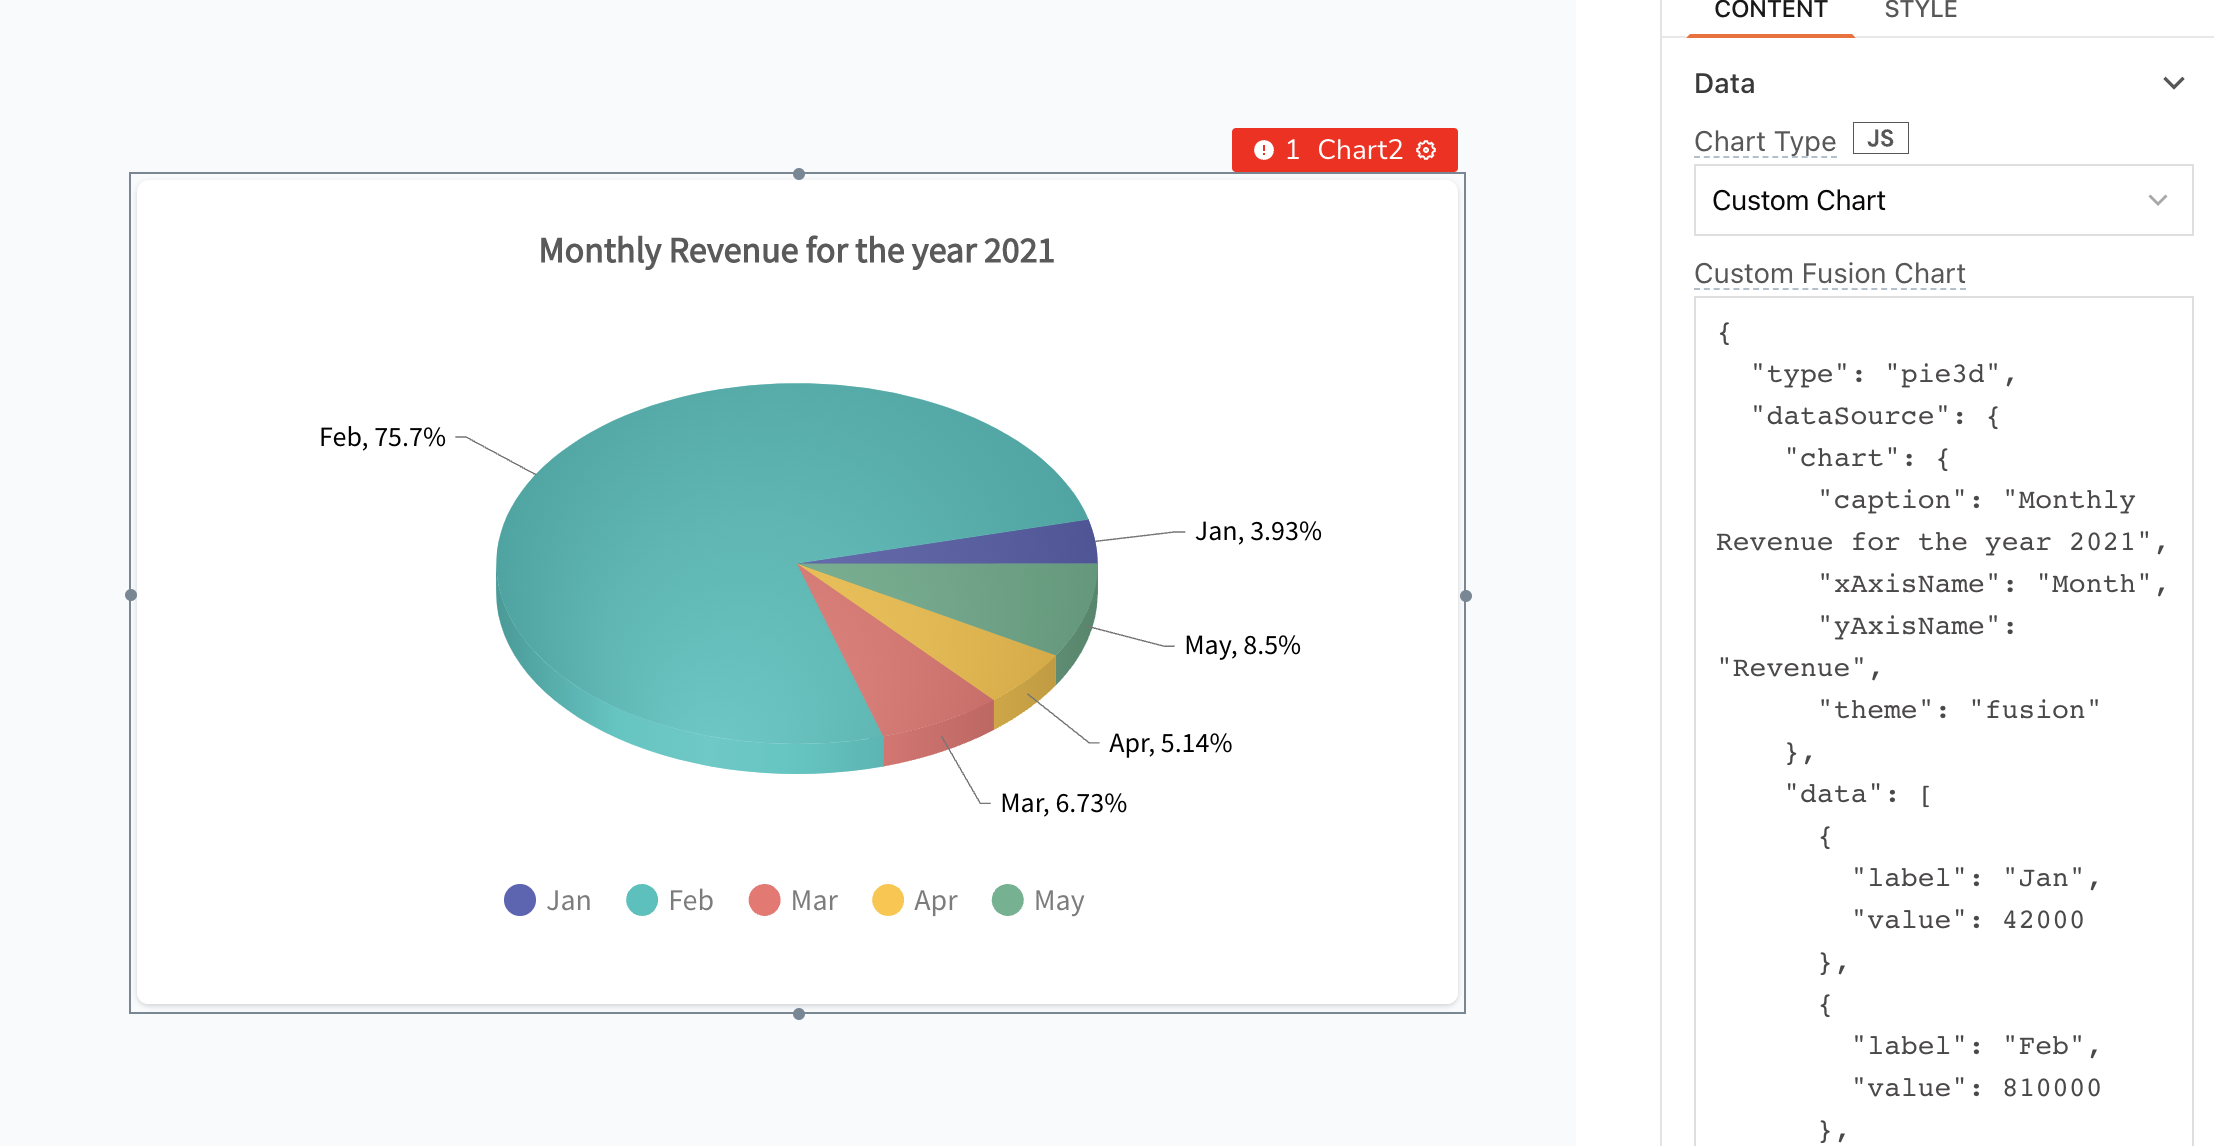 CONTENT STYLE
Data
Chart Type JS
Custom Chart
Custom Fusion Chart
1 Chart2
Monthly Revenue for the year 2021
Feb, 75.7%
Jan, 3.93%
May, 8.5%
Apr, 5.14%
Mar, 6.73%
Jan Feb Mar Apr May
{
"type": "pie3d",
"dataSource": {
"chart": {
"caption": "Monthly
Revenue for the year 2021",
"xAxisName": "Month",
"yAxisName":
"Revenue",
"theme": "fusion"
},
"data": [
{
"label": "Jan",
"value": 42000
},
{
"label": "Feb",
"value": 810000
},